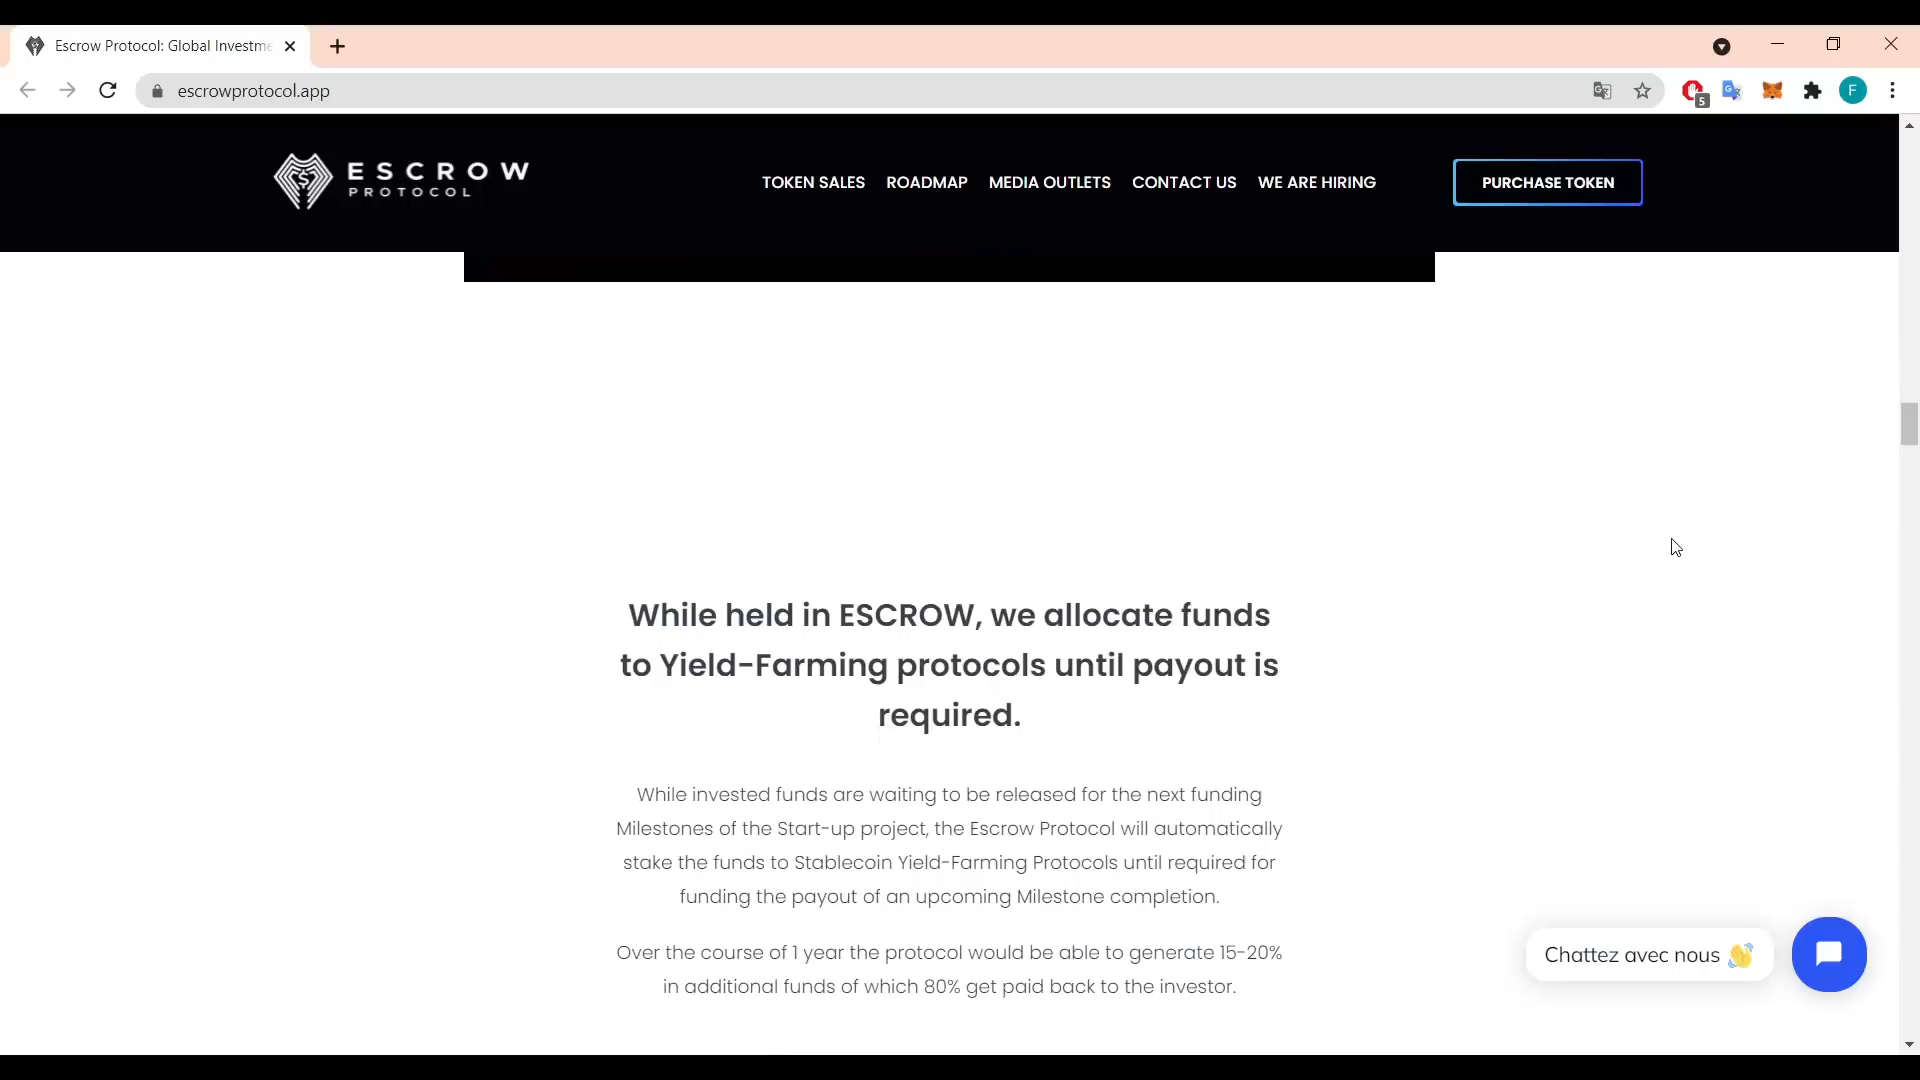 Escrow Protocol: Global Investme
escrowprotocol.app
5
F
ESCROW
PROTOCOL
TOKEN SALES ROADMAP MEDIA OUTLETS CONTACT US WE ARE HIRING
PURCHASE TOKEN
While held in ESCROW, we allocate funds
to Yield-Farming protocols until payout is
required.
While invested funds are waiting to be released for the next funding
Milestones of the Start-up project, the Escrow Protocol will automatically
stake the funds to Stablecoin Yield-Farming Protocols until required for
funding the payout of an upcoming Milestone completion.
Over the course of 1 year the protocol would be able to generate 15-20%
in additional funds of which 80% get paid back to the investor.
Chattez avec nous 👋